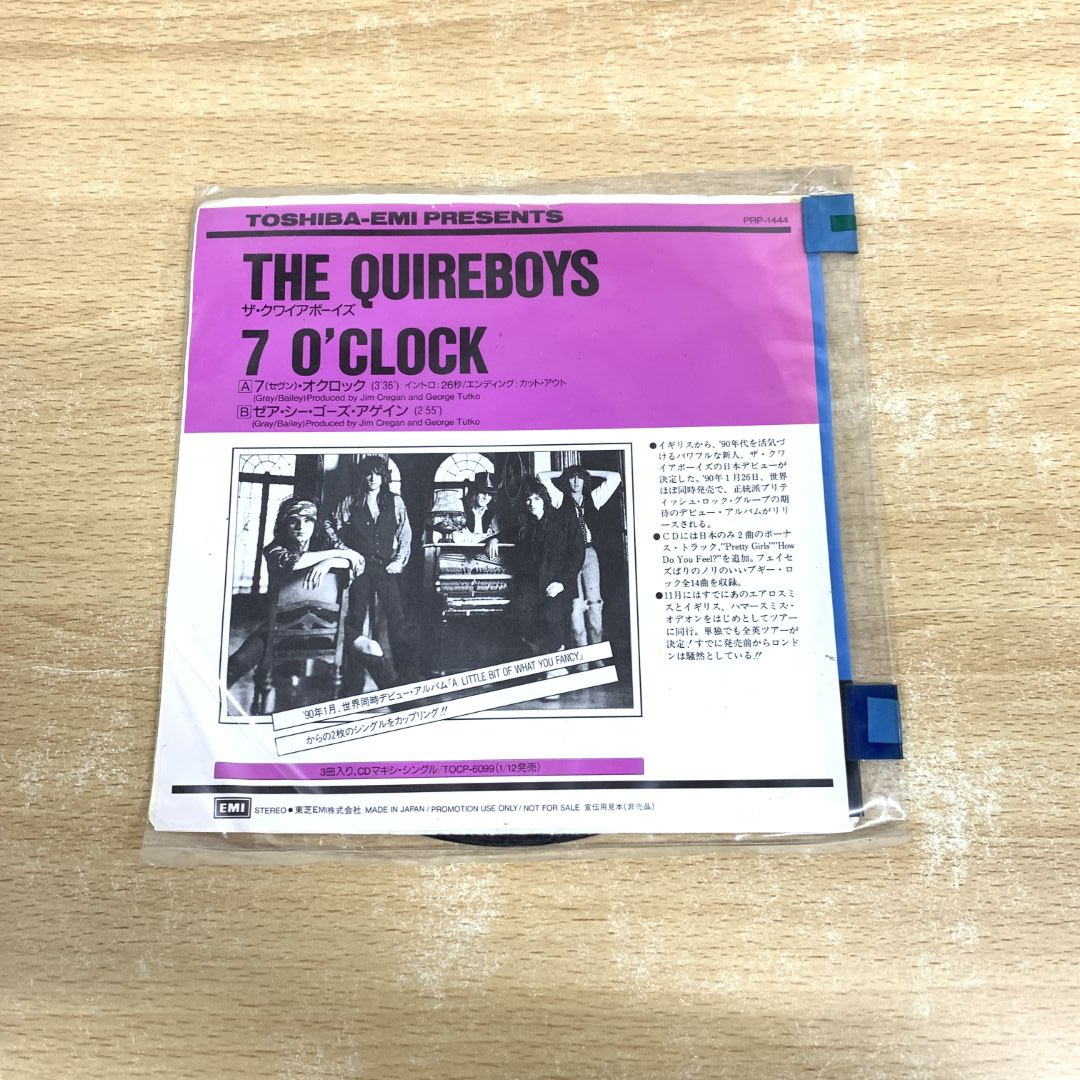 TOSHIBA-EMI PRESENTS
PRP-1444
THE QUIREBOYS
ザ・クワイアボーイズ
7 O'CLOCK
A 7(セヴン)・オクロック (3'36") イントロ:26秒/エンディング:カット・アウト
(Gray/Bailey)Produced by Jim Cregan and George Tutko
B ゼア・シー・ゴーズ・アゲイン (2'55")
(Gray/Bailey)Produced by Jim Cregan and George Tutko
●イギリスから、'90年代を活気づ
けるパワフルな新人、ザ・クワ
イアボーイズの日本デビューが
決定した。'90年1月26日、世界
ほぼ同時発売で、正統派ブリテ
ィッシュ・ロック・グループの期
待のデビュー・アルバムがリリ
ースされる。
●CDには日本のみ2曲のボーナ
ス・トラック、"Pretty Girls""How
Do You Feel?"を追加。フェイセ
ズばりのノリのいいブギー・ロ
ック全14曲を収録。
●11月にはすでにあのエアロスミ
スとイギリス、ハマースミス・
オデオンをはじめとしてツアー
に同行。単独でも全英ツアーが
決定!すでに発売前からロンド
ンは騒然としている!!
'90年1月、世界同時デビュー・アルバム「A LITTLE BIT OF WHAT YOU FANCY」
からの2枚のシングルをカップリング!!
3曲入り、CDマキシ・シングル/TOCP-6099(1/12発売)
EMI STEREO●東芝EMI株式会社 MADE IN JAPAN/PROMOTION USE ONLY/NOT FOR SALE 宣伝用見本(非売品)